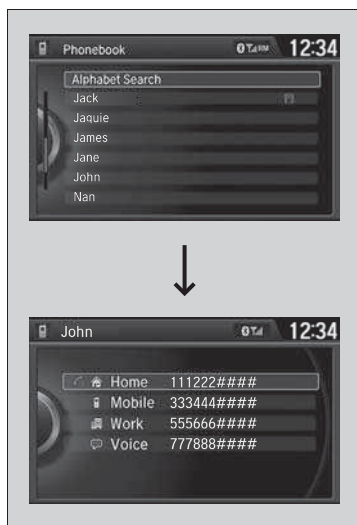 Phonebook 12:34
Alphabet Search
Jack
Jaquie
James
Jane
John
Nan
John 12:34
Home 111222####
Mobile 333444####
Work 555666####
Voice 777888####